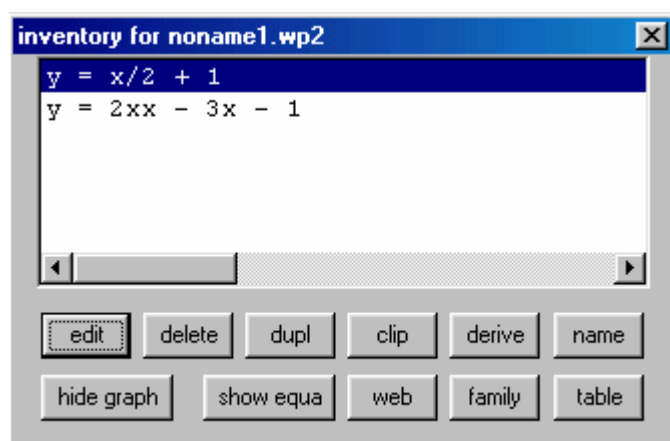 inventory for noname1.wp2
y = x/2 + 1
y = 2xx - 3x - 1
edit delete dupl clip derive name
hide graph show equa web family table